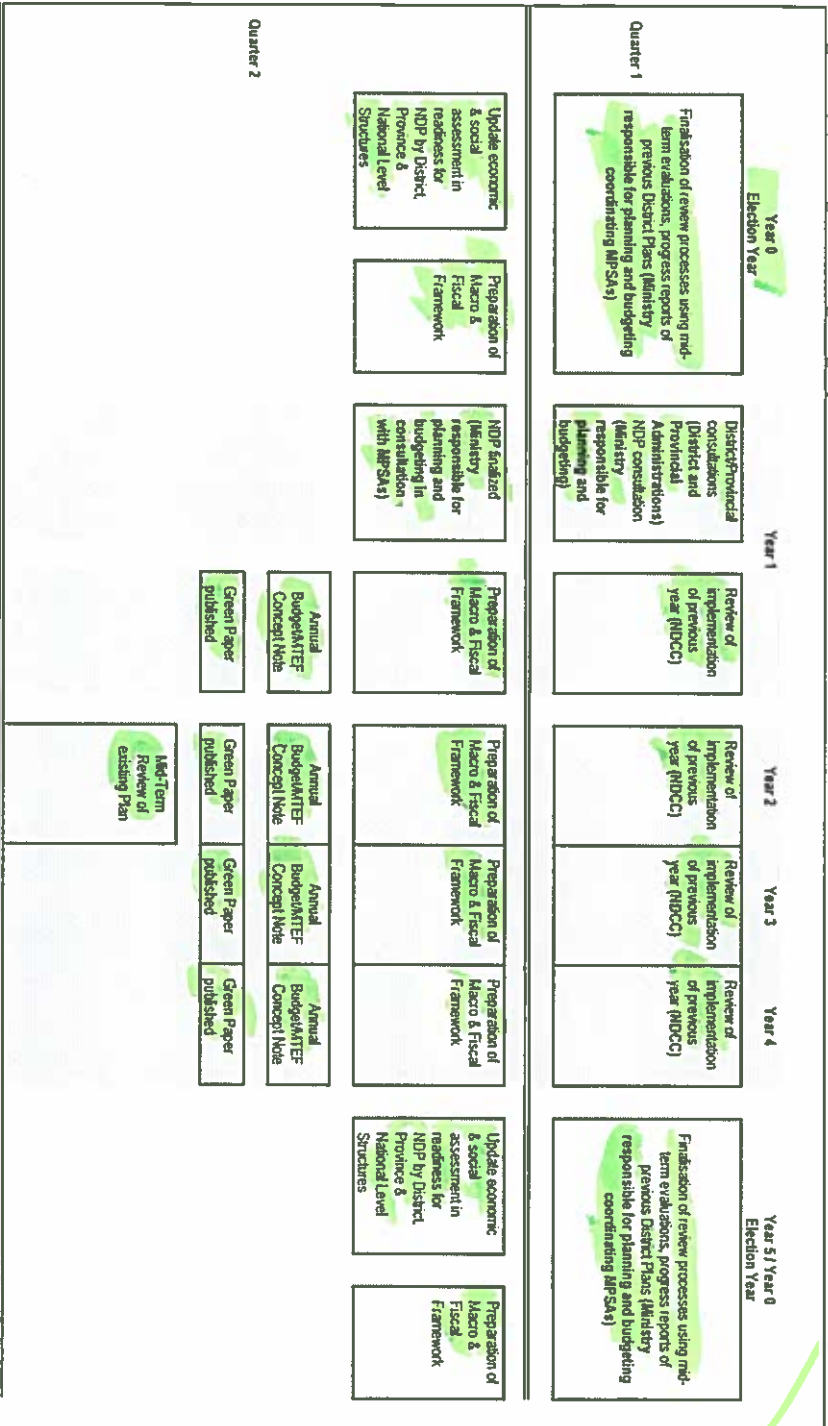 Year 0
Election Year
Year 1
Year 2
Year 3
Year 4
Year 5 / Year 0
Election Year
Quarter 1
Finalisation of review processes using mid-
term evaluations, progress reports of
previous District Plans (Ministry
responsible for planning and budgeting
coordinating MPSAs)
District/Provincial
consultations
(District and
Provincial
Administrations)
NDP consultation
(Ministry
responsible for
planning and
budgeting)
Review of
implementation
of previous
year (NDCC)
Review of
implementation
of previous
year (NDCC)
Review of
implementation
of previous
year (NDCC)
Review of
implementation
of previous
year (NDCC)
Finalisation of review processes using mid-
term evaluations, progress reports of
previous District Plans (Ministry
responsible for planning and budgeting
coordinating MPSAs)
Quarter 2
Update economic
& social
assessment in
readiness for
NDP by District,
Province &
National Level
Structures
Preparation of
Macro &
Fiscal
Framework
NDP finalized
(Ministry
responsible for
planning and
budgeting in
consultation
with MPSAs)
Preparation of
Macro & Fiscal
Framework
Preparation of
Macro & Fiscal
Framework
Preparation of
Macro & Fiscal
Framework
Preparation of
Macro & Fiscal
Framework
Update economic
& social
assessment in
readiness for
NDP by District,
Province &
National Level
Structures
Preparation of
Macro &
Fiscal
Framework
Annual
Budget/MTEF
Concept Note
Annual
Budget/MTEF
Concept Note
Annual
Budget/MTEF
Concept Note
Annual
Budget/MTEF
Concept Note
Green Paper
published
Green Paper
published
Green Paper
published
Green Paper
published
Mid-Term
Review of
existing Plan